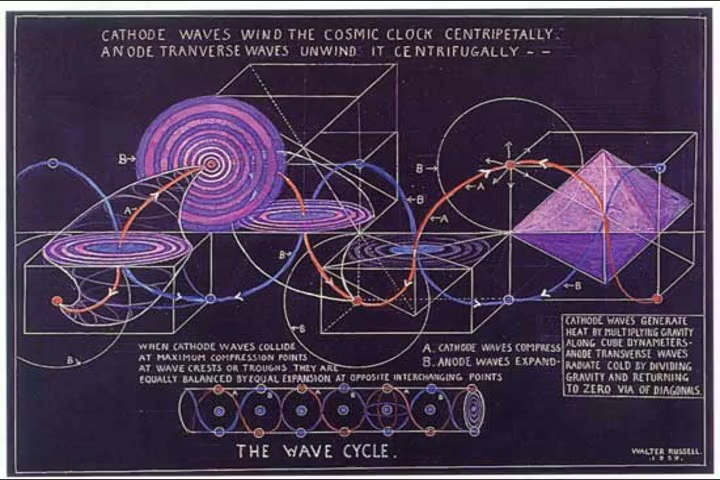 CATHODE WAVES WIND THE COSMIC CLOCK CENTRIPETALLY.
ANODE TRANVERSE WAVES UNWIND IT CENTRIFUGALLY - -
B
B
A
B
A
A
B
B
B
B
WHEN CATHODE WAVES COLLIDE
AT MAXIMUM COMPRESSION POINTS
AT WAVE CRESTS OR TROUGHS THEY ARE
EQUALLY BALANCED BY EQUAL EXPANSION AT OPPOSITE INTERCHANGING POINTS
A. CATHODE WAVES COMPRESS
B. ANODE WAVES EXPAND-
CATHODE WAVES GENERATE
HEAT BY MULTIPLYING GRAVITY
ALONG CUBE DYNAMETERS-
ANODE TRANSVERSE WAVES
RADIATE COLD BY DIVIDING
GRAVITY AND RETURNING
TO ZERO VIA OF DIAGONALS.
A B A B A B
THE WAVE CYCLE.
WALTER RUSSELL.